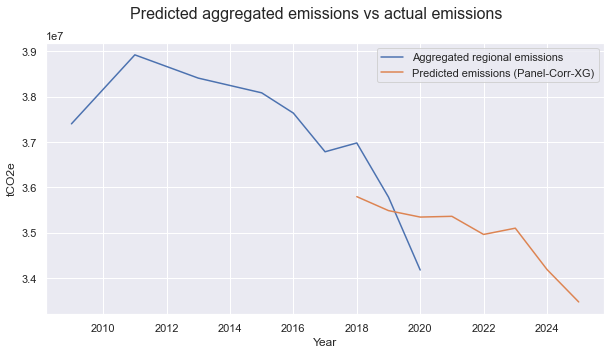 Predicted aggregated emissions vs actual emissions
1e7
Aggregated regional emissions
Predicted emissions (Panel-Corr-XG)
3.9
3.8
3.7
3.6
3.5
3.4
tCO2e
2010 2012 2014 2016 2018 2020 2022 2024
Year